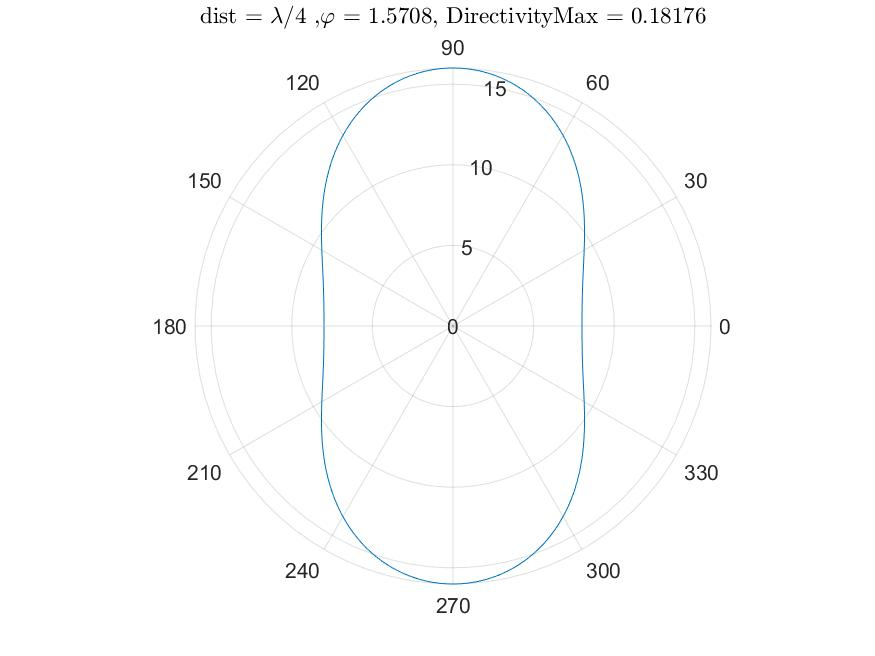 dist = λ/4 ,φ = 1.5708, DirectivityMax = 0.18176
90
120 60
15
150 10 30
5
180 0 0
210 330
240 300
270